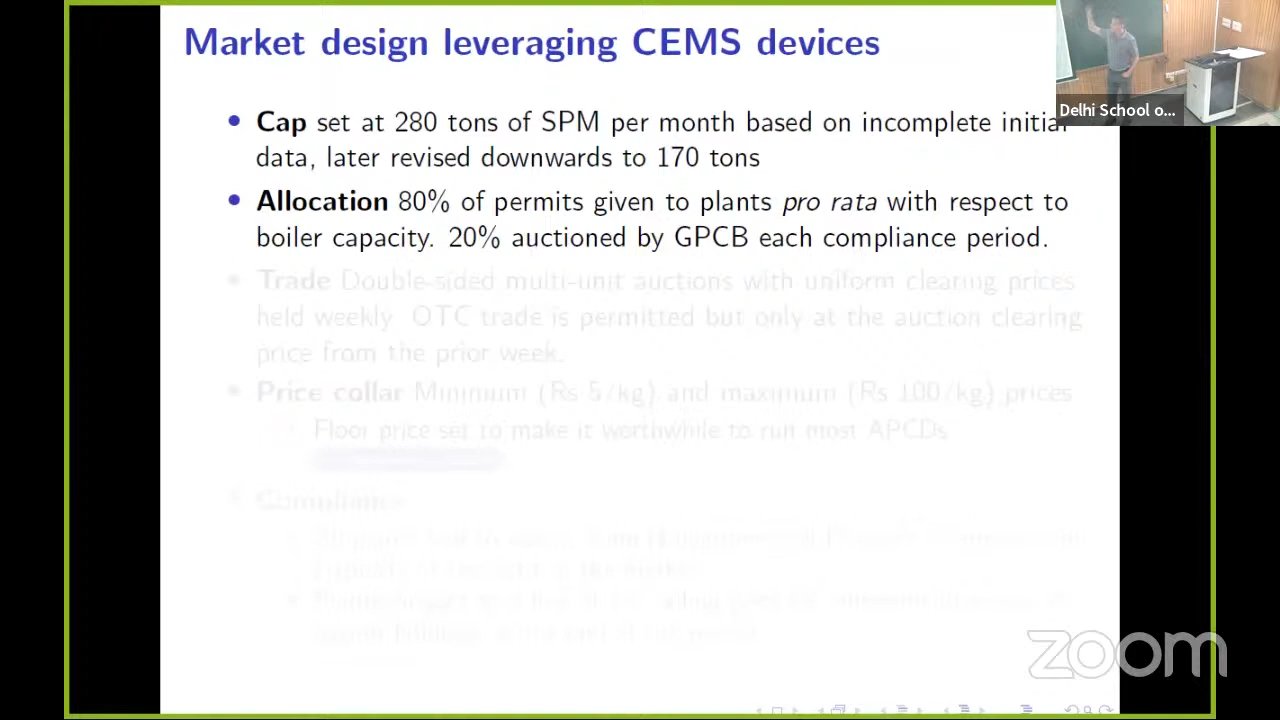 Market design leveraging CEMS devices
• Cap set at 280 tons of SPM per month based on incomplete initial
data, later revised downwards to 170 tons
• Allocation 80% of permits given to plants pro rata with respect to
boiler capacity. 20% auctioned by GPCB each compliance period.
• Trade Double-sided multi-unit auctions with uniform clearing prices
held weekly. OTC trade is permitted but only at the auction clearing
price from the prior week.
• Price collar Minimum (Rs 5/kg) and maximum (Rs 100/kg) prices
Floor price set to make it worthwhile to run most APCDs
Compliance
Delhi School o...
zoom